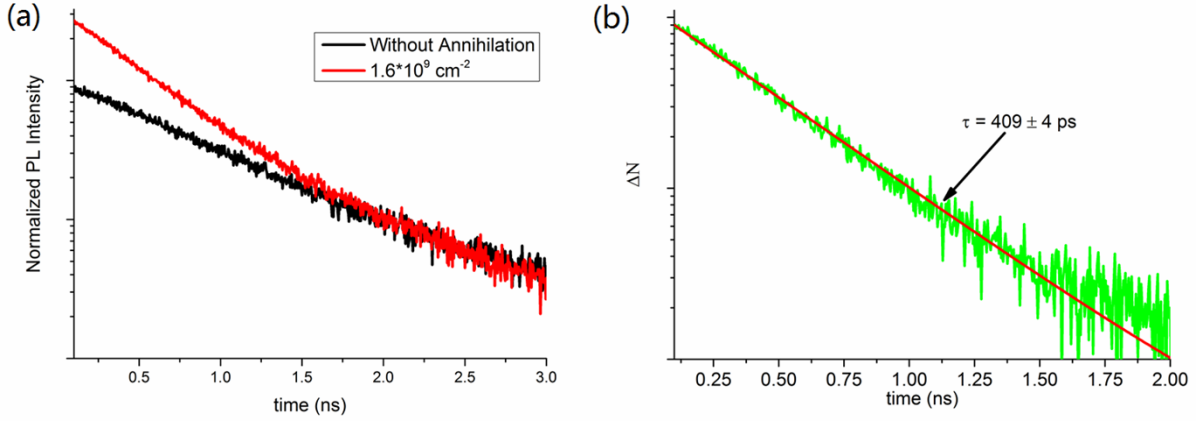 (a)
Normalized PL Intensity
Without Annihilation
1.6*10⁹ cm⁻²
0.5 1.0 1.5 2.0 2.5 3.0
time (ns)
(b)
ΔN
τ = 409 ± 4 ps
0.25 0.50 0.75 1.00 1.25 1.50 1.75 2.00
time (ns)